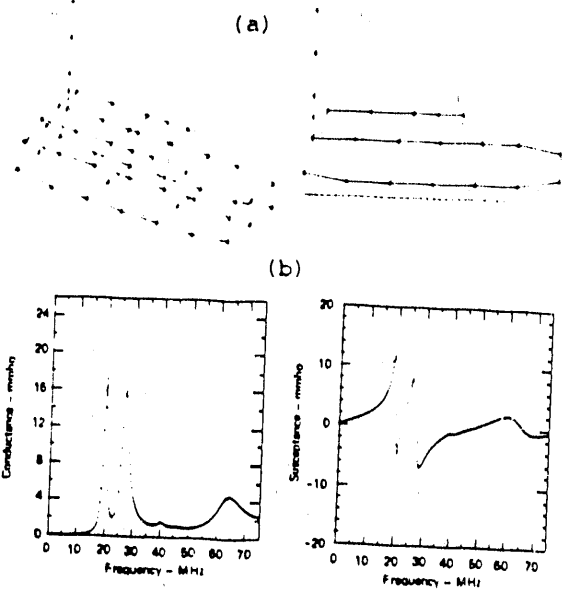 (a)
(b)
24
20
16
12
8
4
0
Conductance - mmho
0 10 20 30 40 50 60 70
Frequency - MHz
20
10
0
-10
-20
Susceptance - mmho
0 10 20 30 40 50 60 70
Frequency - MHz